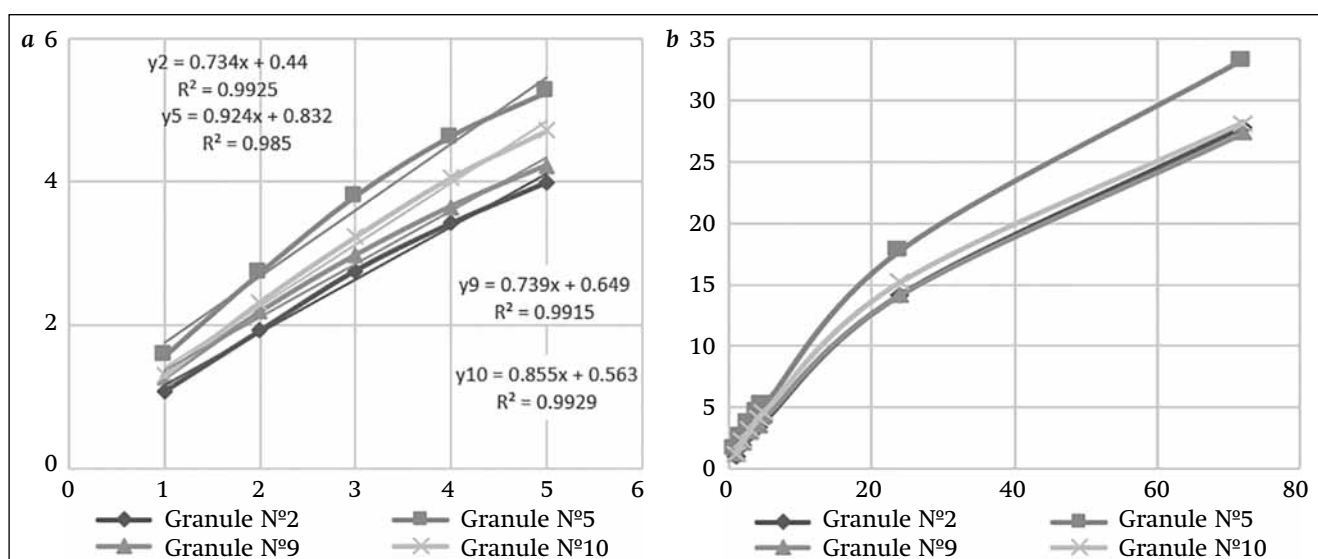 a
6
4
2
0
0 1 2 3 4 5 6
y2 = 0.734x + 0.44
R² = 0.9925
y5 = 0.924x + 0.832
R² = 0.985
y9 = 0.739x + 0.649
R² = 0.9915
y10 = 0.855x + 0.563
R² = 0.9929
Granule №2 Granule №5
Granule №9 Granule №10
b
35
30
25
20
15
10
5
0
0 20 40 60 80
Granule №2 Granule №5
Granule №9 Granule №10